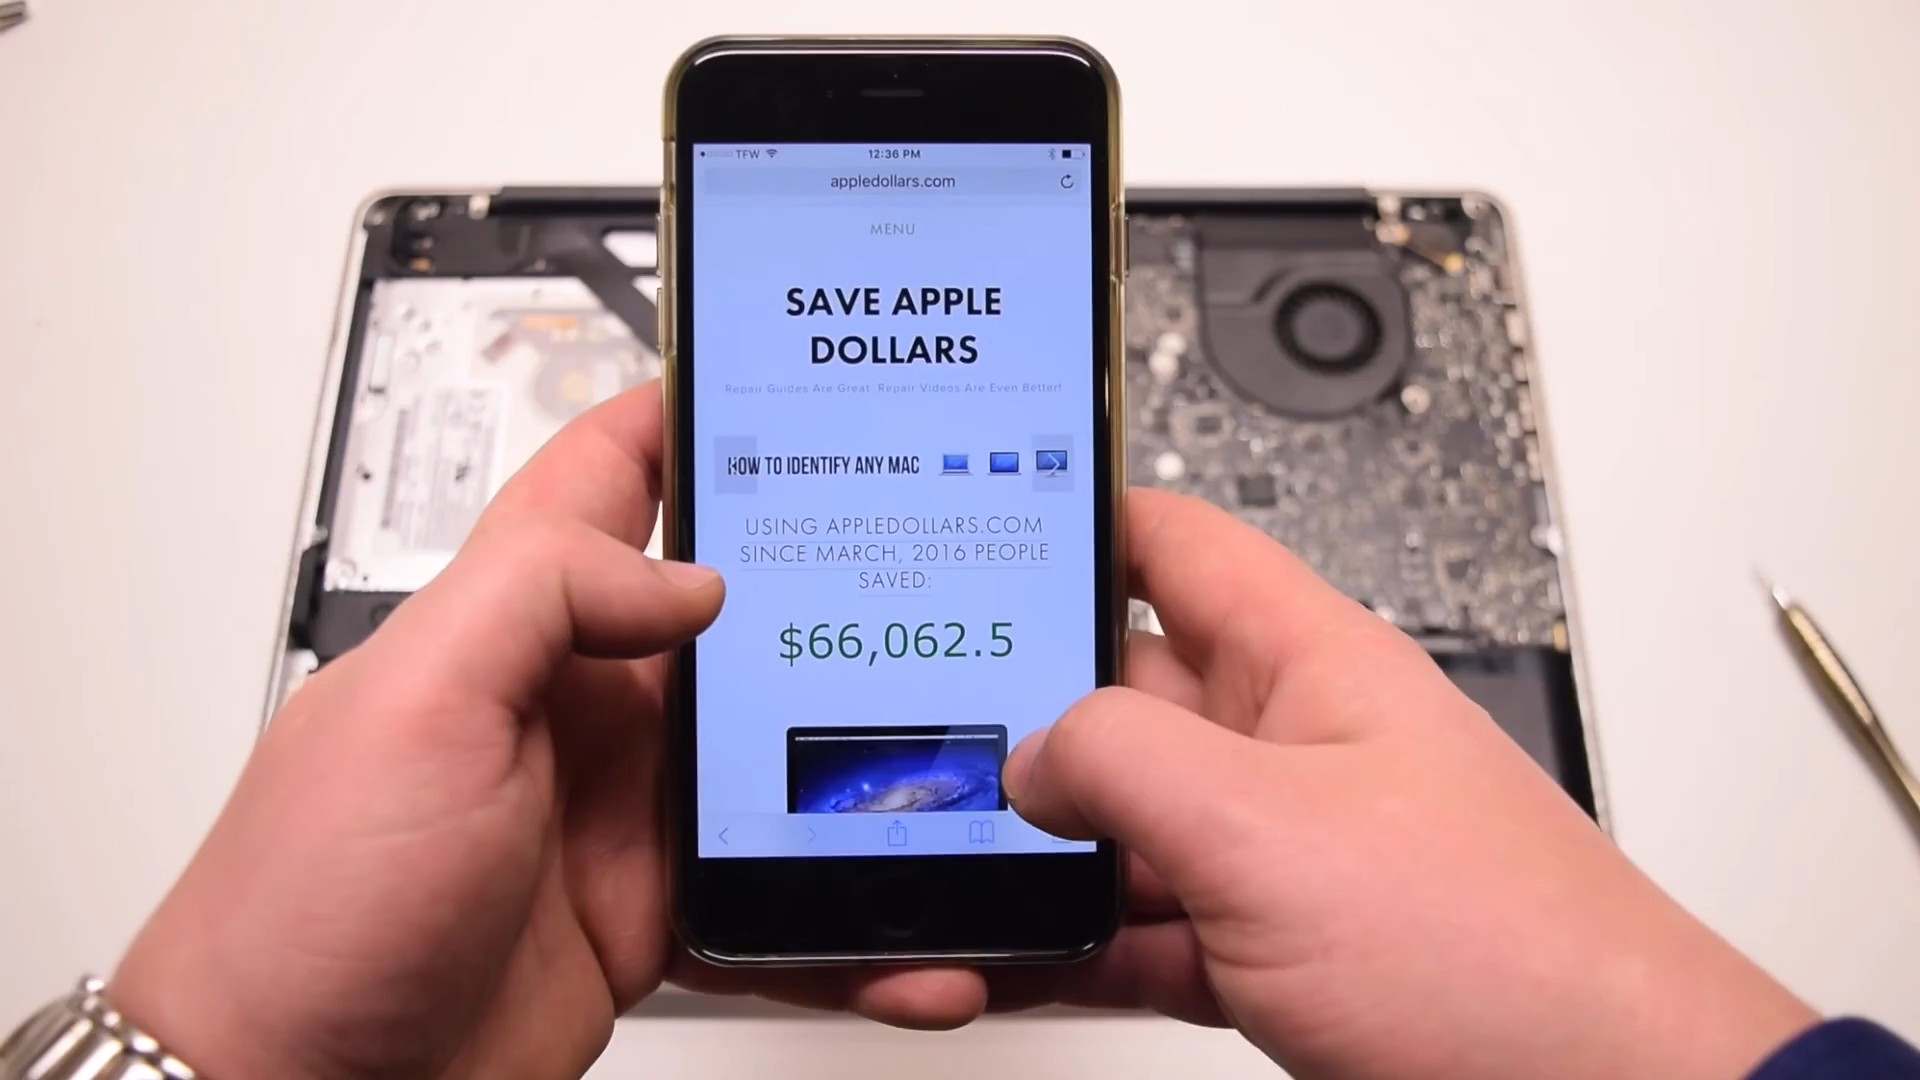 TFW 12:36 PM
appledollars.com
MENU
SAVE APPLE
DOLLARS
Repair Guides Are Great. Repair Videos Are Even Better!
HOW TO IDENTIFY ANY MAC
USING APPLEDOLLARS.COM
SINCE MARCH, 2016 PEOPLE
SAVED:
$66,062.5